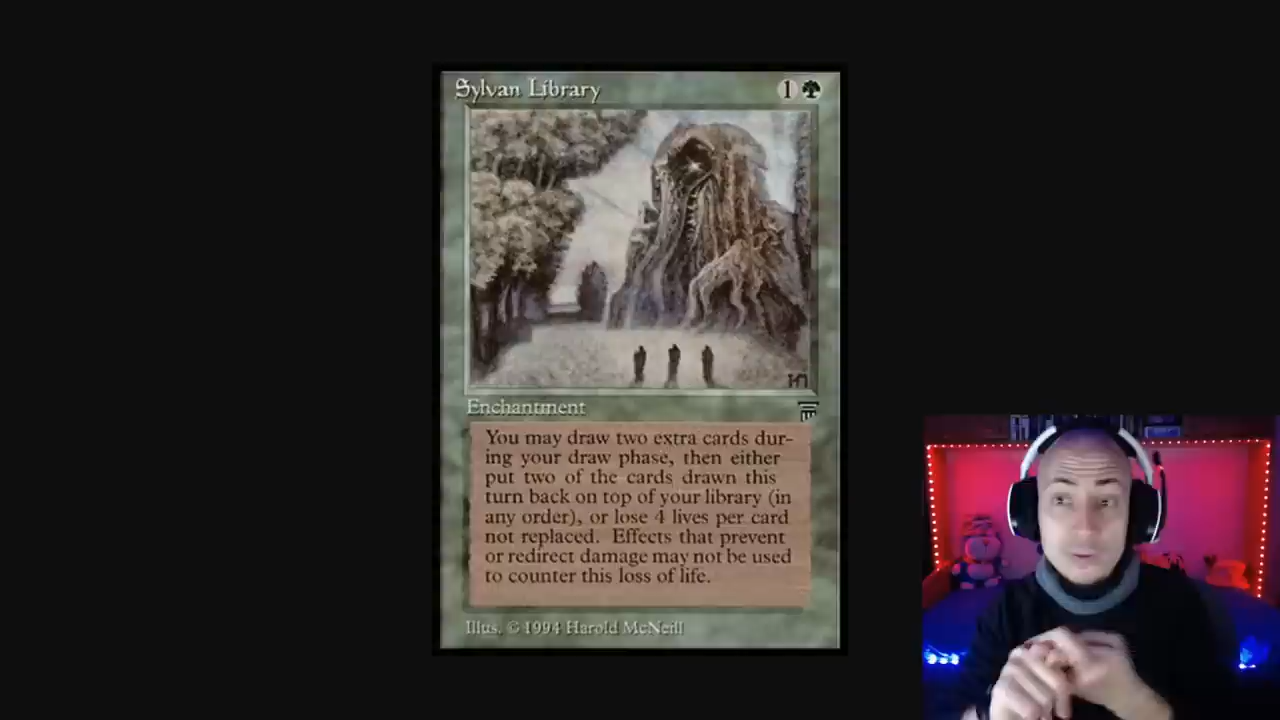 Sylvan Library
1
Enchantment
You may draw two extra cards dur-
ing your draw phase, then either
put two of the cards drawn this
turn back on top of your library (in
any order), or lose 4 lives per card
not replaced. Effects that prevent
or redirect damage may not be used
to counter this loss of life.
Illus. © 1994 Harold McNeill